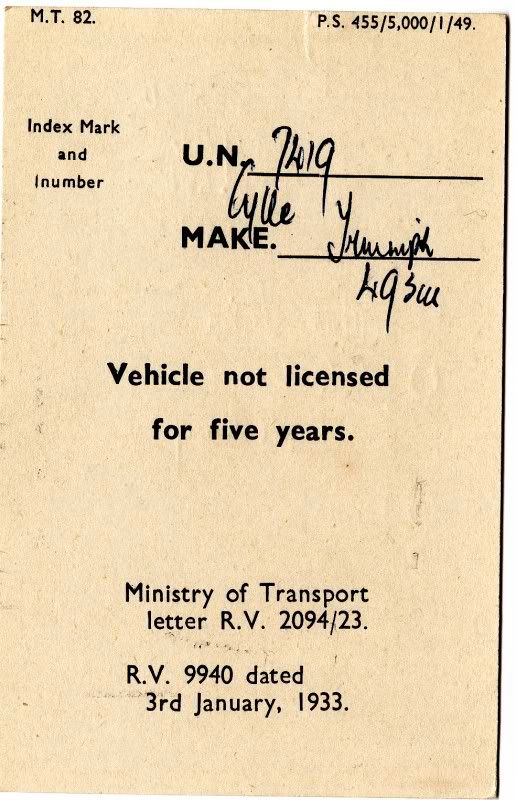 M.T. 82.
P.S. 455/5,000/1/49.
Index Mark
and
Inumber
U.N. 7419
Cycle
MAKE. Triumph
493cc
Vehicle not licensed
for five years.
Ministry of Transport
letter R.V. 2094/23.
R.V. 9940 dated
3rd January, 1933.